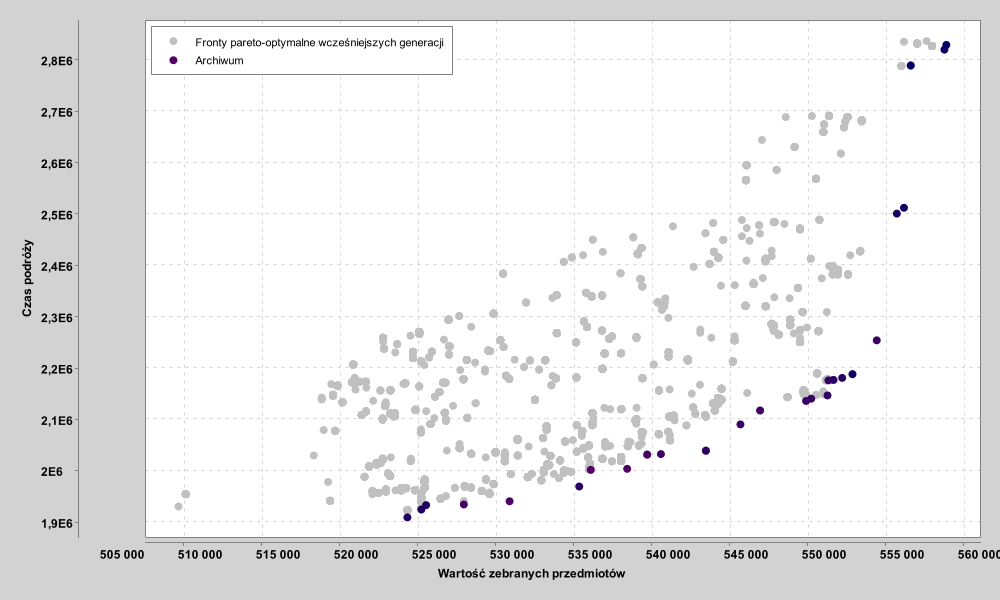 Fronty pareto-optymalne wcześniejszych generacji
Archiwum
2,8E6
2,7E6
2,6E6
2,5E6
2,4E6
2,3E6
2,2E6
2,1E6
2E6
1,9E6
Czas podróży
505 000 510 000 515 000 520 000 525 000 530 000 535 000 540 000 545 000 550 000 555 000 560 000
Wartość zebranych przedmiotów